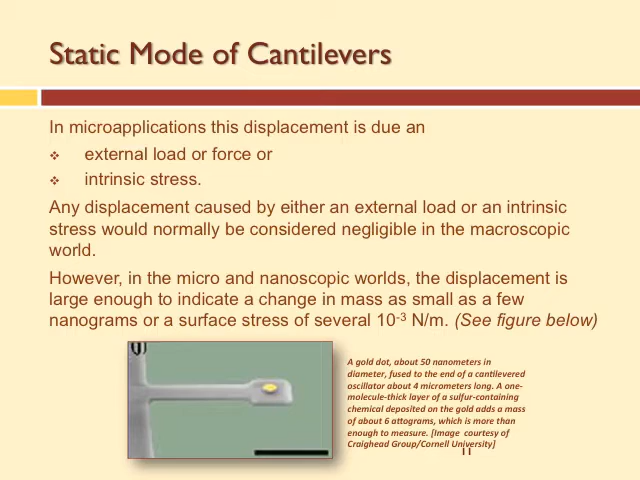 Static Mode of Cantilevers
In microapplications this displacement is due an
❖ external load or force or
❖ intrinsic stress.
Any displacement caused by either an external load or an intrinsic
stress would normally be considered negligible in the macroscopic
world.
However, in the micro and nanoscopic worlds, the displacement is
large enough to indicate a change in mass as small as a few
nanograms or a surface stress of several 10⁻³ N/m. (See figure below)
A gold dot, about 50 nanometers in
diameter, fused to the end of a cantilevered
oscillator about 4 micrometers long. A one-
molecule-thick layer of a sulfur-containing
chemical deposited on the gold adds a mass
of about 6 attograms, which is more than
enough to measure. [Image courtesy of
Craighead Group/Cornell University]
11